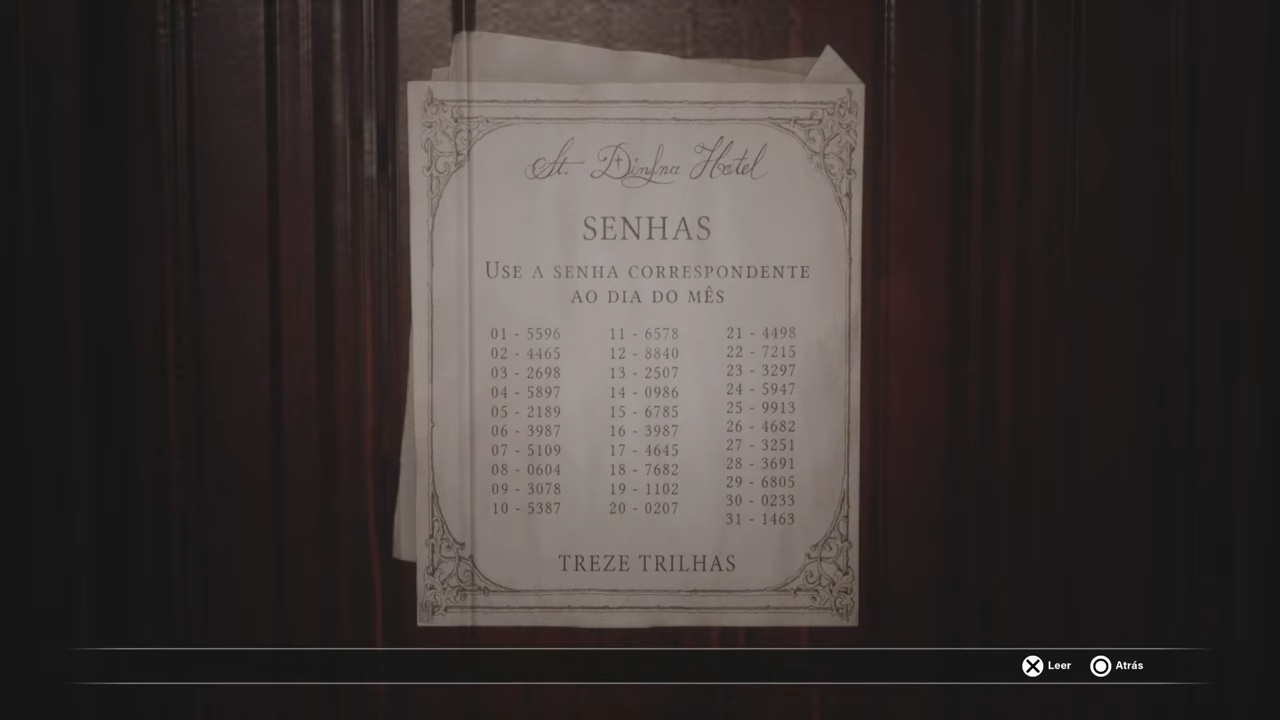 St. Dinfna Hotel
SENHAS
USE A SENHA CORRESPONDENTE
AO DIA DO MÊS
01 - 5596
02 - 4465
03 - 2698
04 - 5897
05 - 2189
06 - 3987
07 - 5109
08 - 0604
09 - 3078
10 - 5387
11 - 6578
12 - 8840
13 - 2507
14 - 0986
15 - 6785
16 - 3987
17 - 4645
18 - 7682
19 - 1102
20 - 0207
21 - 4498
22 - 7215
23 - 3297
24 - 5947
25 - 9913
26 - 4682
27 - 3251
28 - 3691
29 - 6805
30 - 0233
31 - 1463
TREZE TRILHAS
Leer Atrás